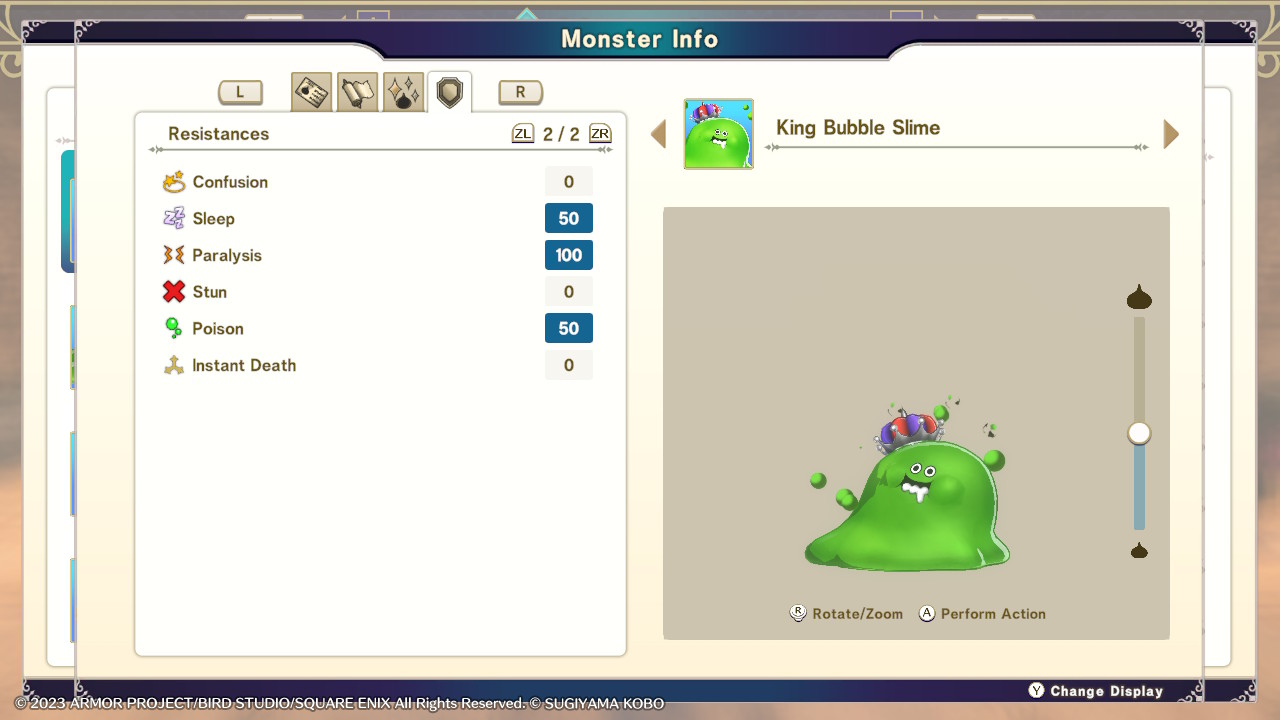 Monster Info
L
R
Resistances
ZL 2 / 2 ZR
King Bubble Slime
Confusion 0
Sleep 50
Paralysis 100
Stun 0
Poison 50
Instant Death 0
R Rotate/Zoom A Perform Action
Y Change Display
© 2023 ARMOR PROJECT/BIRD STUDIO/SQUARE ENIX All Rights Reserved. © SUGIYAMA KOBO